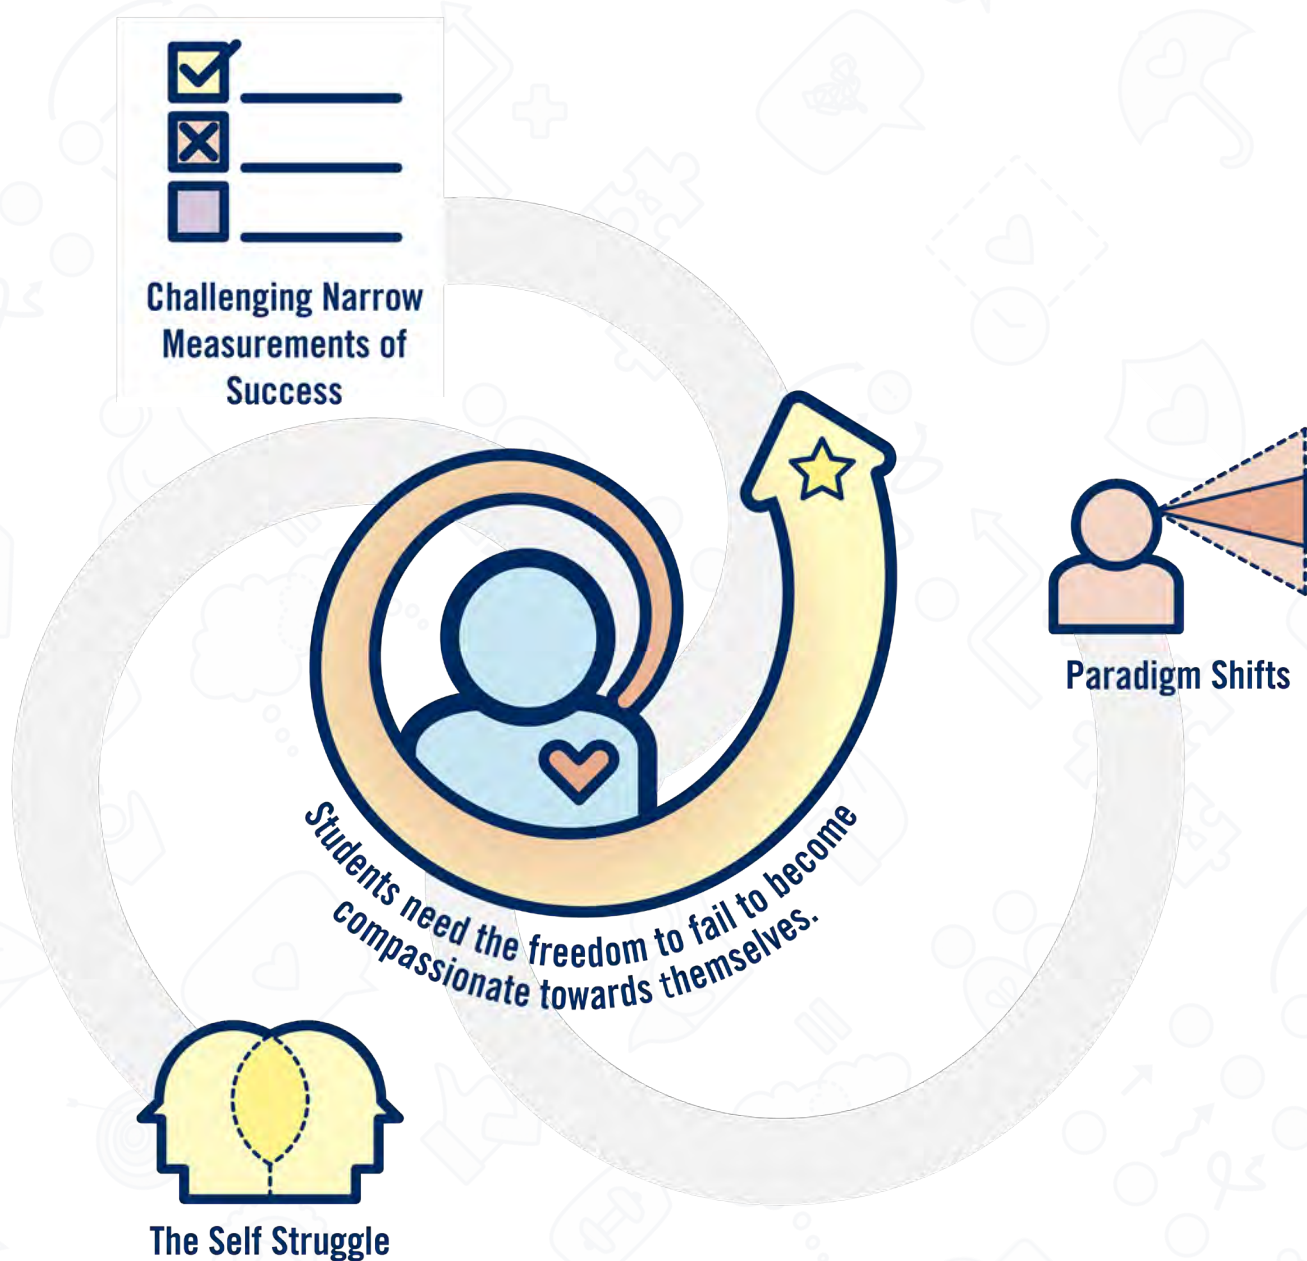 Challenging Narrow
Measurements of
Success
Paradigm Shifts
Students need the freedom to fail to become
compassionate towards themselves.
The Self Struggle